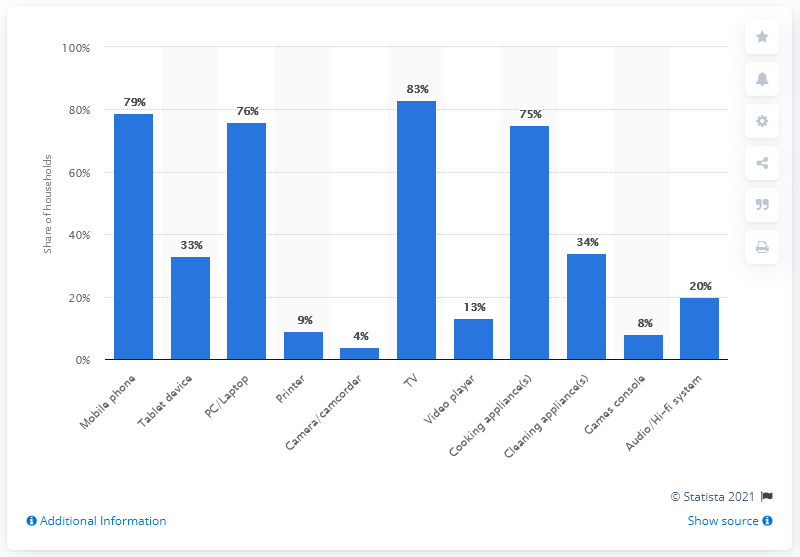 100%
80%
60%
40%
20%
0%
Share of households
79%
33%
76%
9%
4%
83%
13%
75%
34%
8%
20%
Mobile phone
Tablet device
PC/Laptop
Printer
Camera/camcorder
TV
Video player
Cooking appliance(s)
Cleaning appliance(s)
Games console
Audio/Hi-fi system
© Statista 2021
Additional Information
Show source